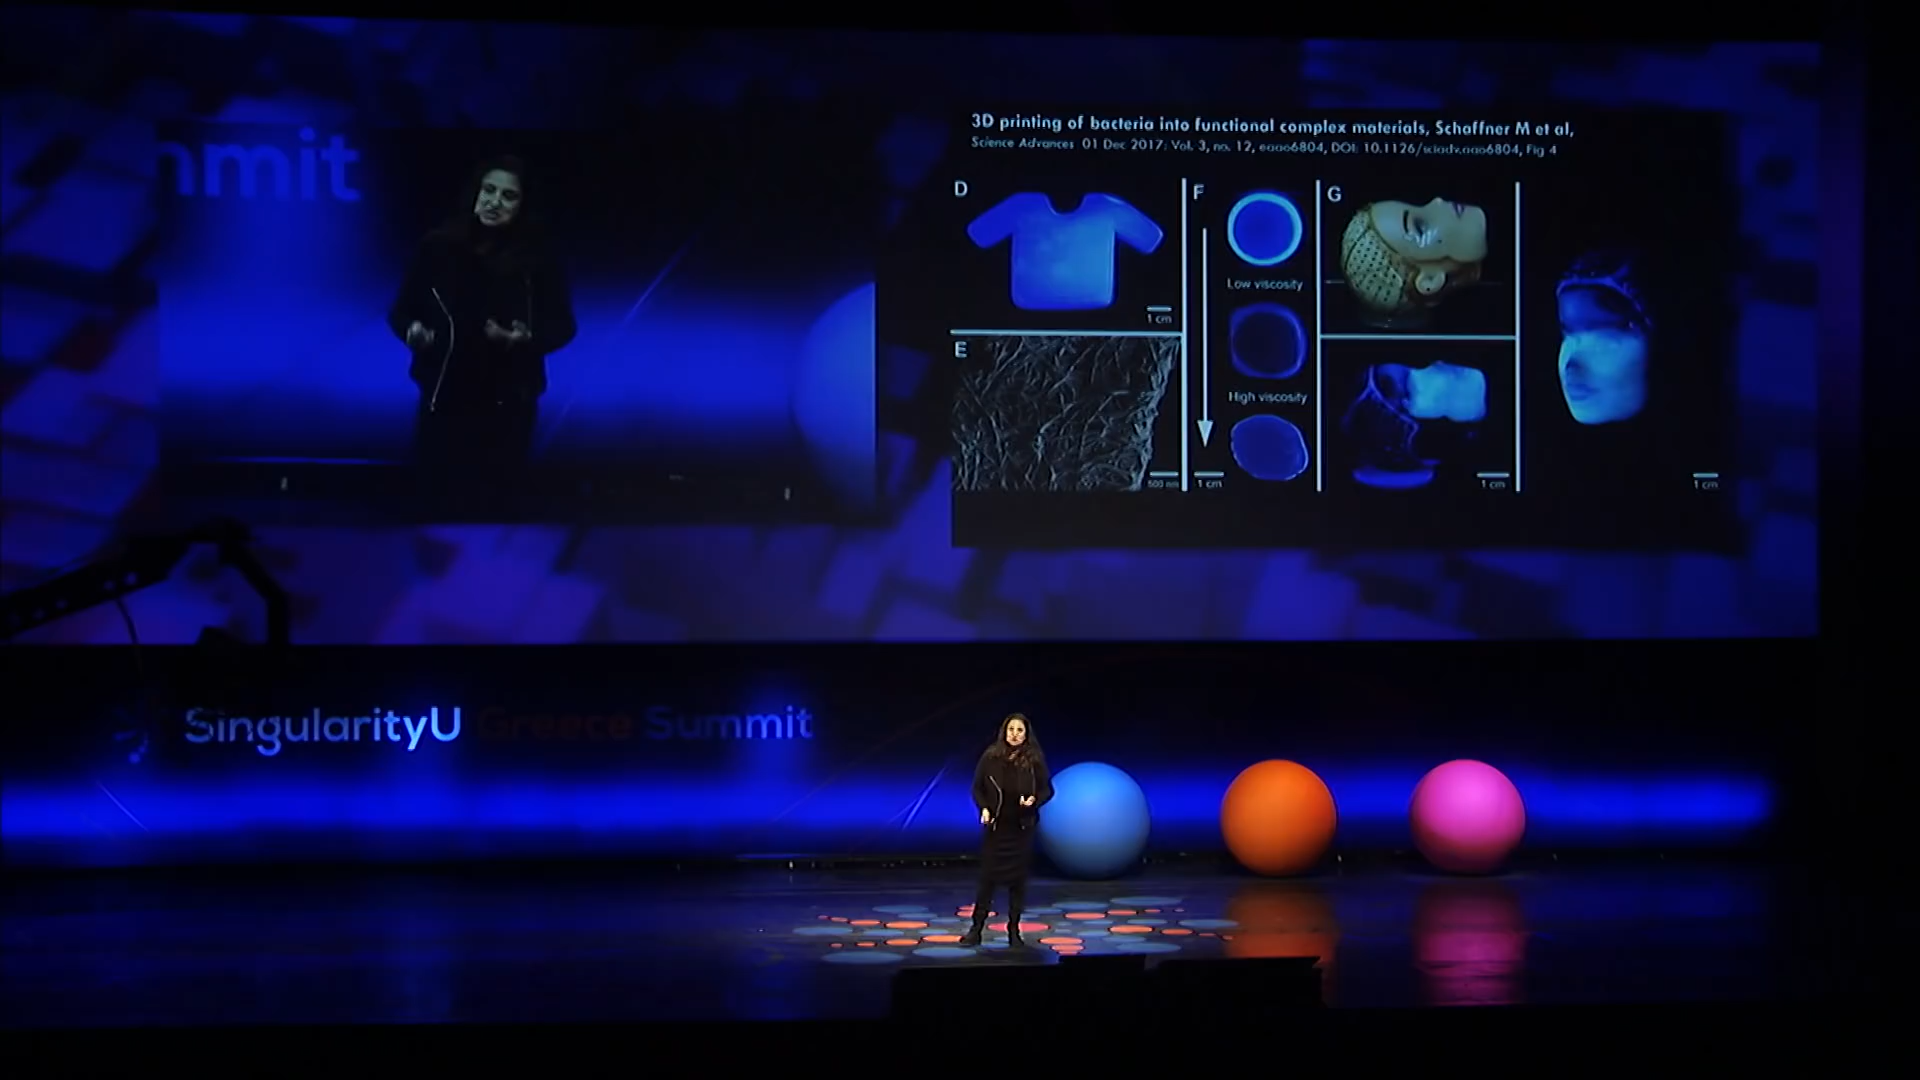 mmit
3D printing of bacteria into functional complex materials, Schaffner M et al,
Science Advances 01 Dec 2017: Vol. 3, no. 12, eaao6804, DOI: 10.1126/sciadv.aao6804, Fig 4
D
1 cm
E
500 nm
F
Low viscosity
High viscosity
1 cm
G
1 cm
1 cm
SingularityU Greece Summit